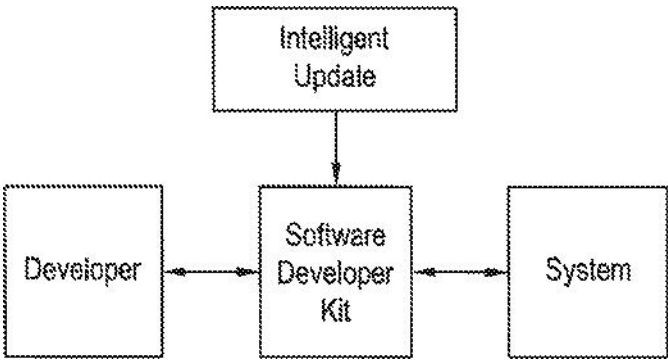 Intelligent
Update
Developer
Software
Developer
Kit
System